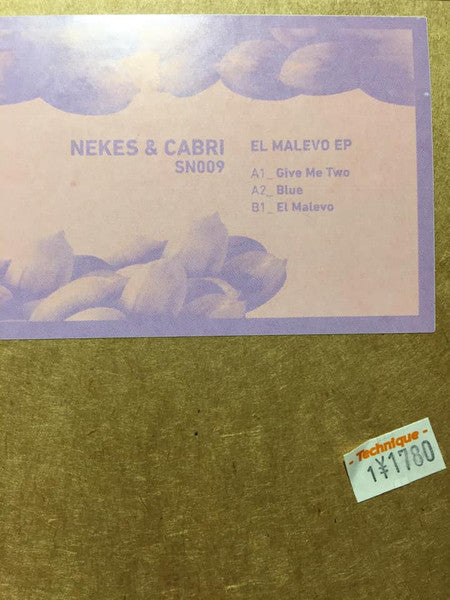 NEKES & CABRI
SN009
EL MALEVO EP
A1_ Give Me Two
A2_ Blue
B1_ El Malevo
- Technique -
1¥1780